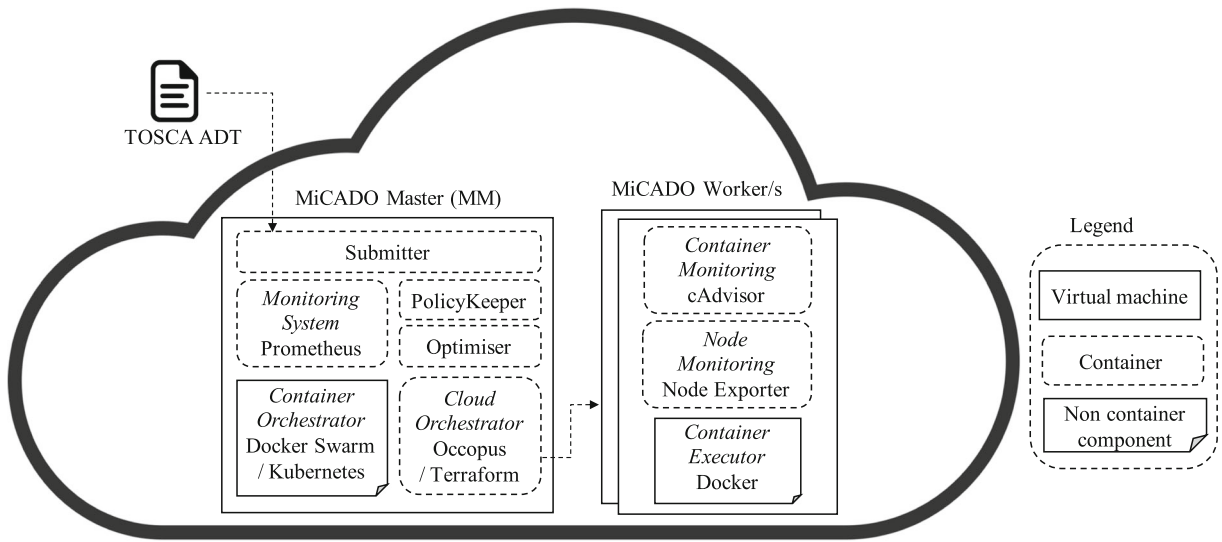 TOSCA ADT
MiCADO Master (MM)
Submitter
Monitoring
System
Prometheus
PolicyKeeper
Optimiser
Container
Orchestrator
Docker Swarm
/ Kubernetes
Cloud
Orchestrator
Occopus
/ Terraform
MiCADO Worker/s
Container
Monitoring
cAdvisor
Node
Monitoring
Node Exporter
Container
Executor
Docker
Legend
Virtual machine
Container
Non container
component